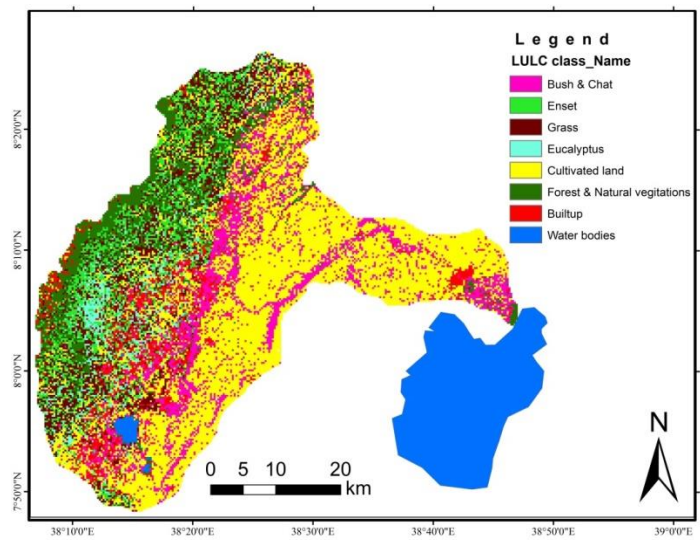 Legend
LULC class_Name
Bush & Chat
Enset
Grass
Eucalyptus
Cultivated land
Forest & Natural vegitations
Builtup
Water bodies
8°20'0"N
8°10'0"N
8°0'0"N
7°50'0"N
N
0 5 10 20
km
38°10'0"E 38°20'0"E 38°30'0"E 38°40'0"E 38°50'0"E 39°0'0"E